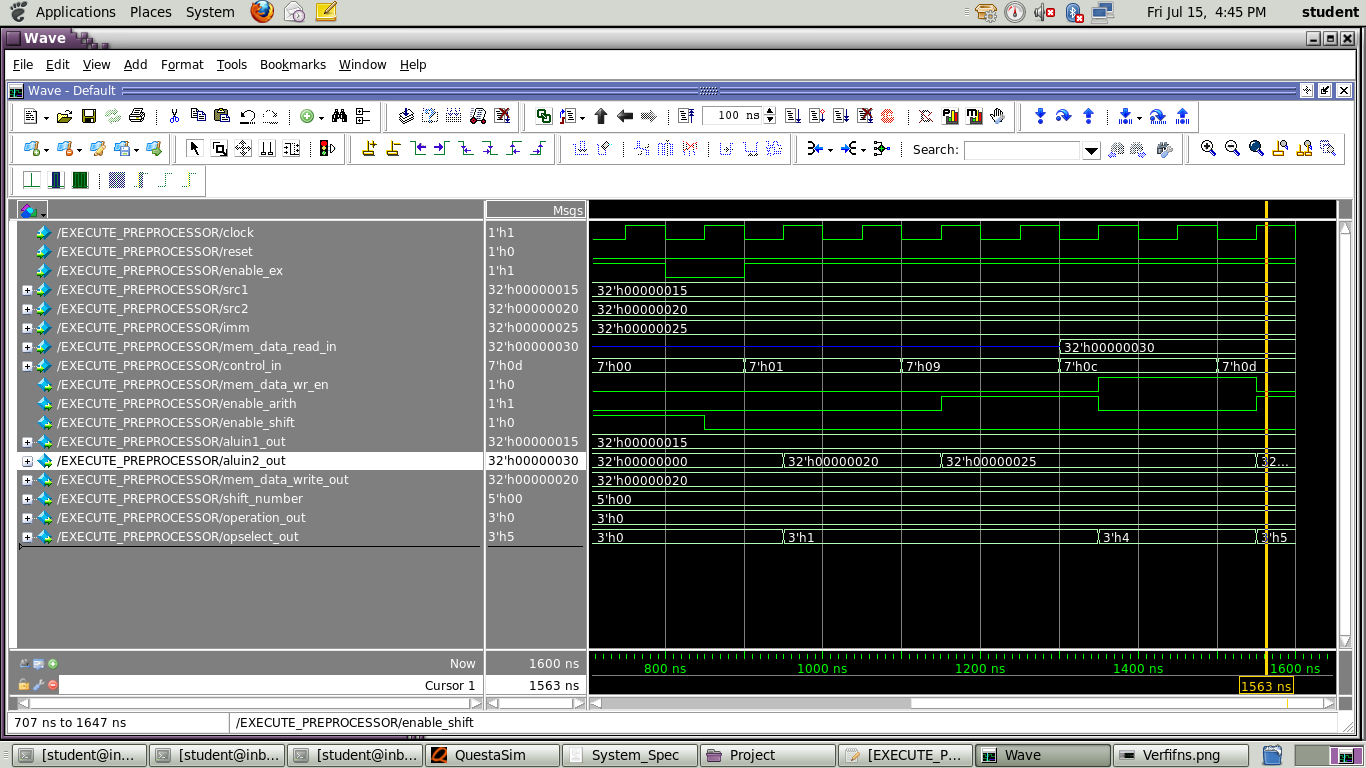 Applications Places System Fri Jul 15, 4:45 PM student
Wave
File Edit View Add Format Tools Bookmarks Window Help
Wave - Default
100 ns
Search:
Msgs
/EXECUTE_PREPROCESSOR/clock 1'h1
/EXECUTE_PREPROCESSOR/reset 1'h0
/EXECUTE_PREPROCESSOR/enable_ex 1'h1
/EXECUTE_PREPROCESSOR/src1 32'h00000015 32'h00000015
/EXECUTE_PREPROCESSOR/src2 32'h00000020 32'h00000020
/EXECUTE_PREPROCESSOR/imm 32'h00000025 32'h00000025
/EXECUTE_PREPROCESSOR/mem_data_read_in 32'h00000030 32'h00000030
/EXECUTE_PREPROCESSOR/control_in 7'h0d 7'h00 7'h01 7'h09 7'h0c 7'h0d
/EXECUTE_PREPROCESSOR/mem_data_wr_en 1'h0
/EXECUTE_PREPROCESSOR/enable_arith 1'h1
/EXECUTE_PREPROCESSOR/enable_shift 1'h0
/EXECUTE_PREPROCESSOR/aluin1_out 32'h00000015 32'h00000015
/EXECUTE_PREPROCESSOR/aluin2_out 32'h00000030 32'h00000000 32'h00000020 32'h00000025 32...
/EXECUTE_PREPROCESSOR/mem_data_write_out 32'h00000020 32'h00000020
/EXECUTE_PREPROCESSOR/shift_number 5'h00 5'h00
/EXECUTE_PREPROCESSOR/operation_out 3'h0 3'h0
/EXECUTE_PREPROCESSOR/opselect_out 3'h5 3'h0 3'h1 3'h4 3'h5
Now 1600 ns 800 ns 1000 ns 1200 ns 1400 ns 1600 ns
Cursor 1 1563 ns 1563 ns
707 ns to 1647 ns /EXECUTE_PREPROCESSOR/enable_shift
[student@in... [student@inb... [student@inb... QuestaSim System_Spec Project [EXECUTE_P... Wave Verfifns.png